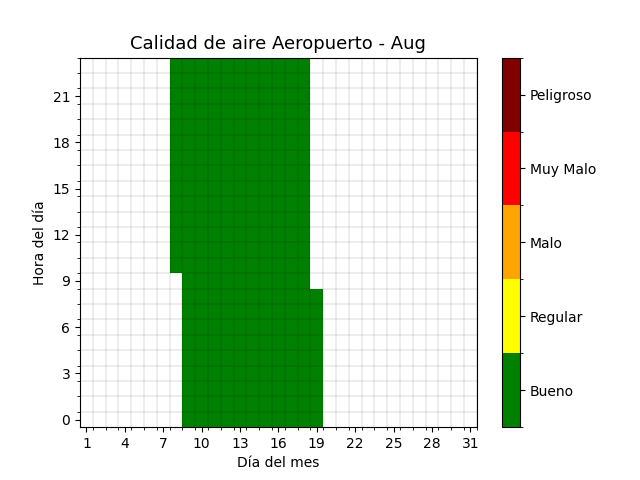 Calidad de aire Aeropuerto - Aug
Hora del día
21
18
15
12
9
6
3
0
1 4 7 10 13 16 19 22 25 28 31
Día del mes
Peligroso
Muy Malo
Malo
Regular
Bueno